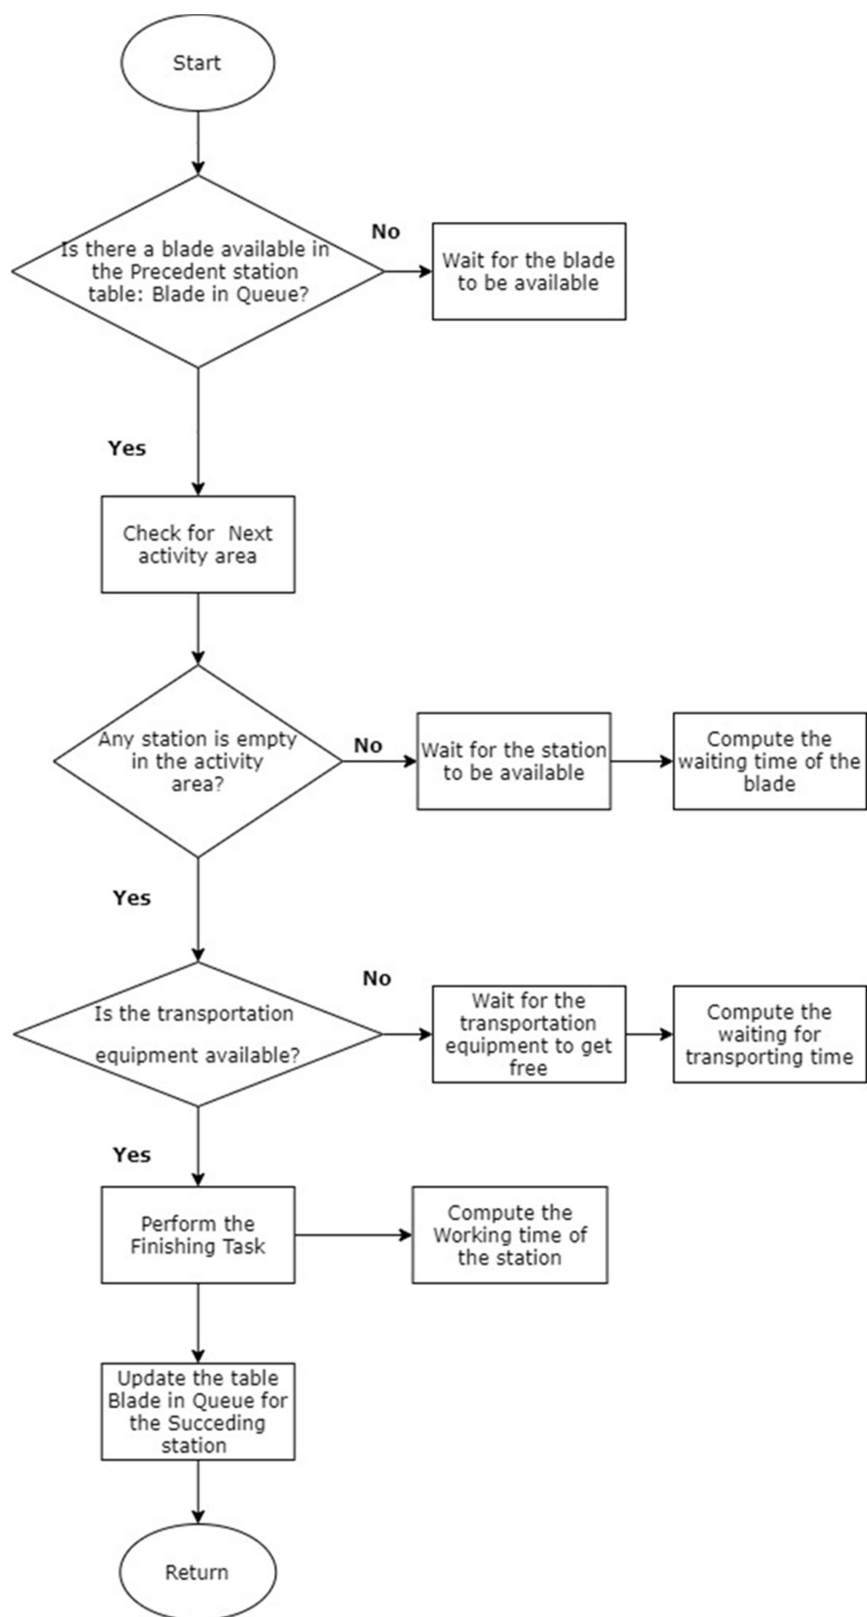 Start
Is there a blade available in
the Precedent station
table: Blade in Queue?
No
Wait for the blade
to be available
Yes
Check for  Next
activity area
Any station is empty
in the activity
area?
No
Wait for the station
to be available
Compute the
waiting time of the
blade
Yes
Is the transportation
equipment available?
No
Wait for the
transportation
equipment to get
free
Compute the
waiting for
transporting time
Yes
Perform the
Finishing Task
Compute the
Working time of
the station
Update the table
Blade in Queue for
the Succeding
station
Return